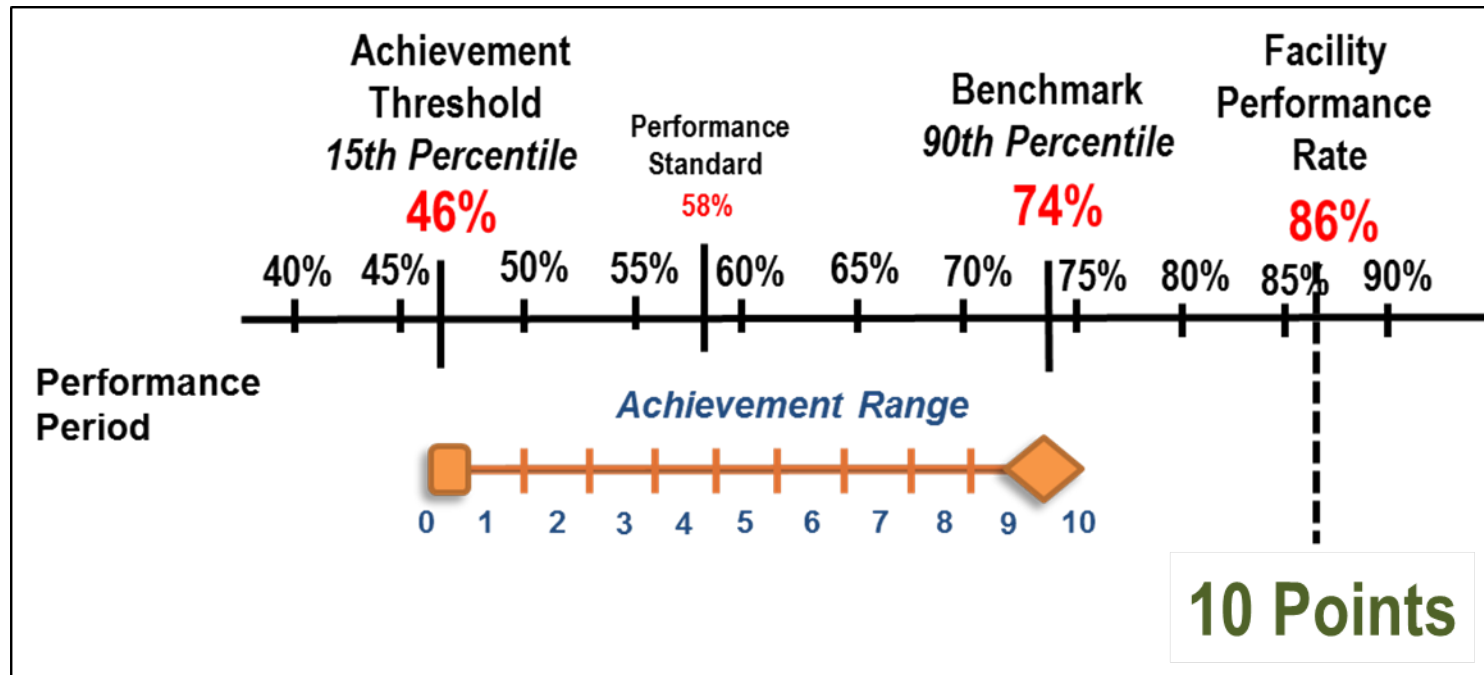 Achievement
Threshold
15th Percentile
46%
Performance
Standard
58%
Benchmark
90th Percentile
74%
Facility
Performance
Rate
86%
40% 45% 50% 55% 60% 65% 70% 75% 80% 85% 90%
Performance
Period
Achievement Range
0 1 2 3 4 5 6 7 8 9 10
10 Points